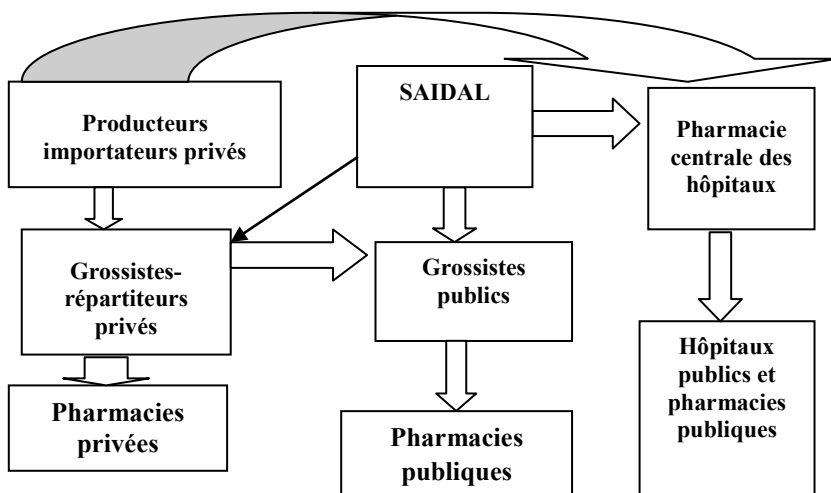 Producteurs
importateurs privés
SAIDAL
Pharmacie
centrale des
hôpitaux
Grossistes-
répartiteurs
privés
Grossistes
publics
Hôpitaux
publics et
pharmacies
publiques
Pharmacies
privées
Pharmacies
publiques